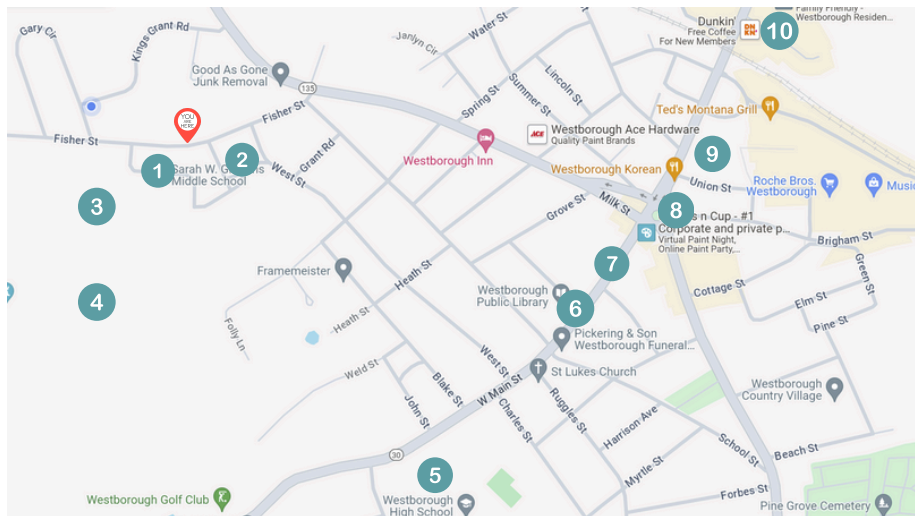 Gary Cir
Kings Grant Rd
Water St
Janlyn Cir
Dunkin'
Free Coffee
For New Members
DN
KN'
10
Family Friendly -
Westborough Residen...
Good As Gone
Junk Removal
135
Lincoln St
Summer St
Spring St
YOU
ARE
HERE
Fisher St
Fisher St
Ted's Montana Grill
ACE
Westborough Ace Hardware
Quality Paint Brands
Westborough Inn
Grant Rd
West St
1
2
Sarah W. G
ns
Middle School
Westborough Korean
9
Union St
Roche Bros.
Westborough
Music
3
Grove St
Milk St
8
s n Cup - #1
Corporate and private p...
Virtual Paint Night,
Online Paint Party,...
Brigham St
7
Framemeister
Heath St
Green St
4
Westborough
Public Library
6
Cottage St
Elm St
Pine St
Heath St
Folly Ln
Pickering & Son
Westborough Funeral...
Weld St
West St
St Lukes Church
Blake St
W Main St
John St
Charles St
Ruggles St
Westborough
Country Village
Harrison Ave
School St
Beach St
30
5
Myrtle St
Forbes St
Westborough Golf Club
Westborough
High School
Pine Grove Cemetery